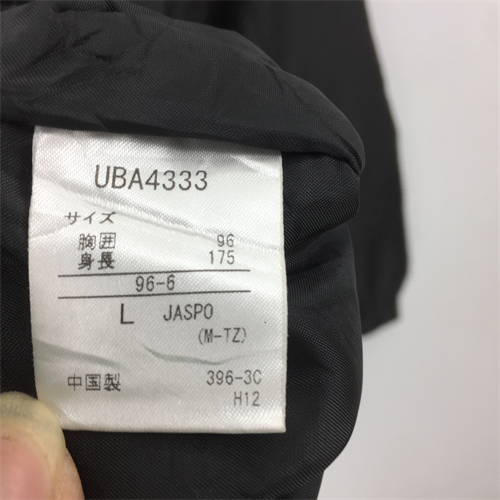 UBA4333
サイズ
胸囲 96
身長 175
96-6
L JASPO
(M-TZ)
中国製 396-3C
H12